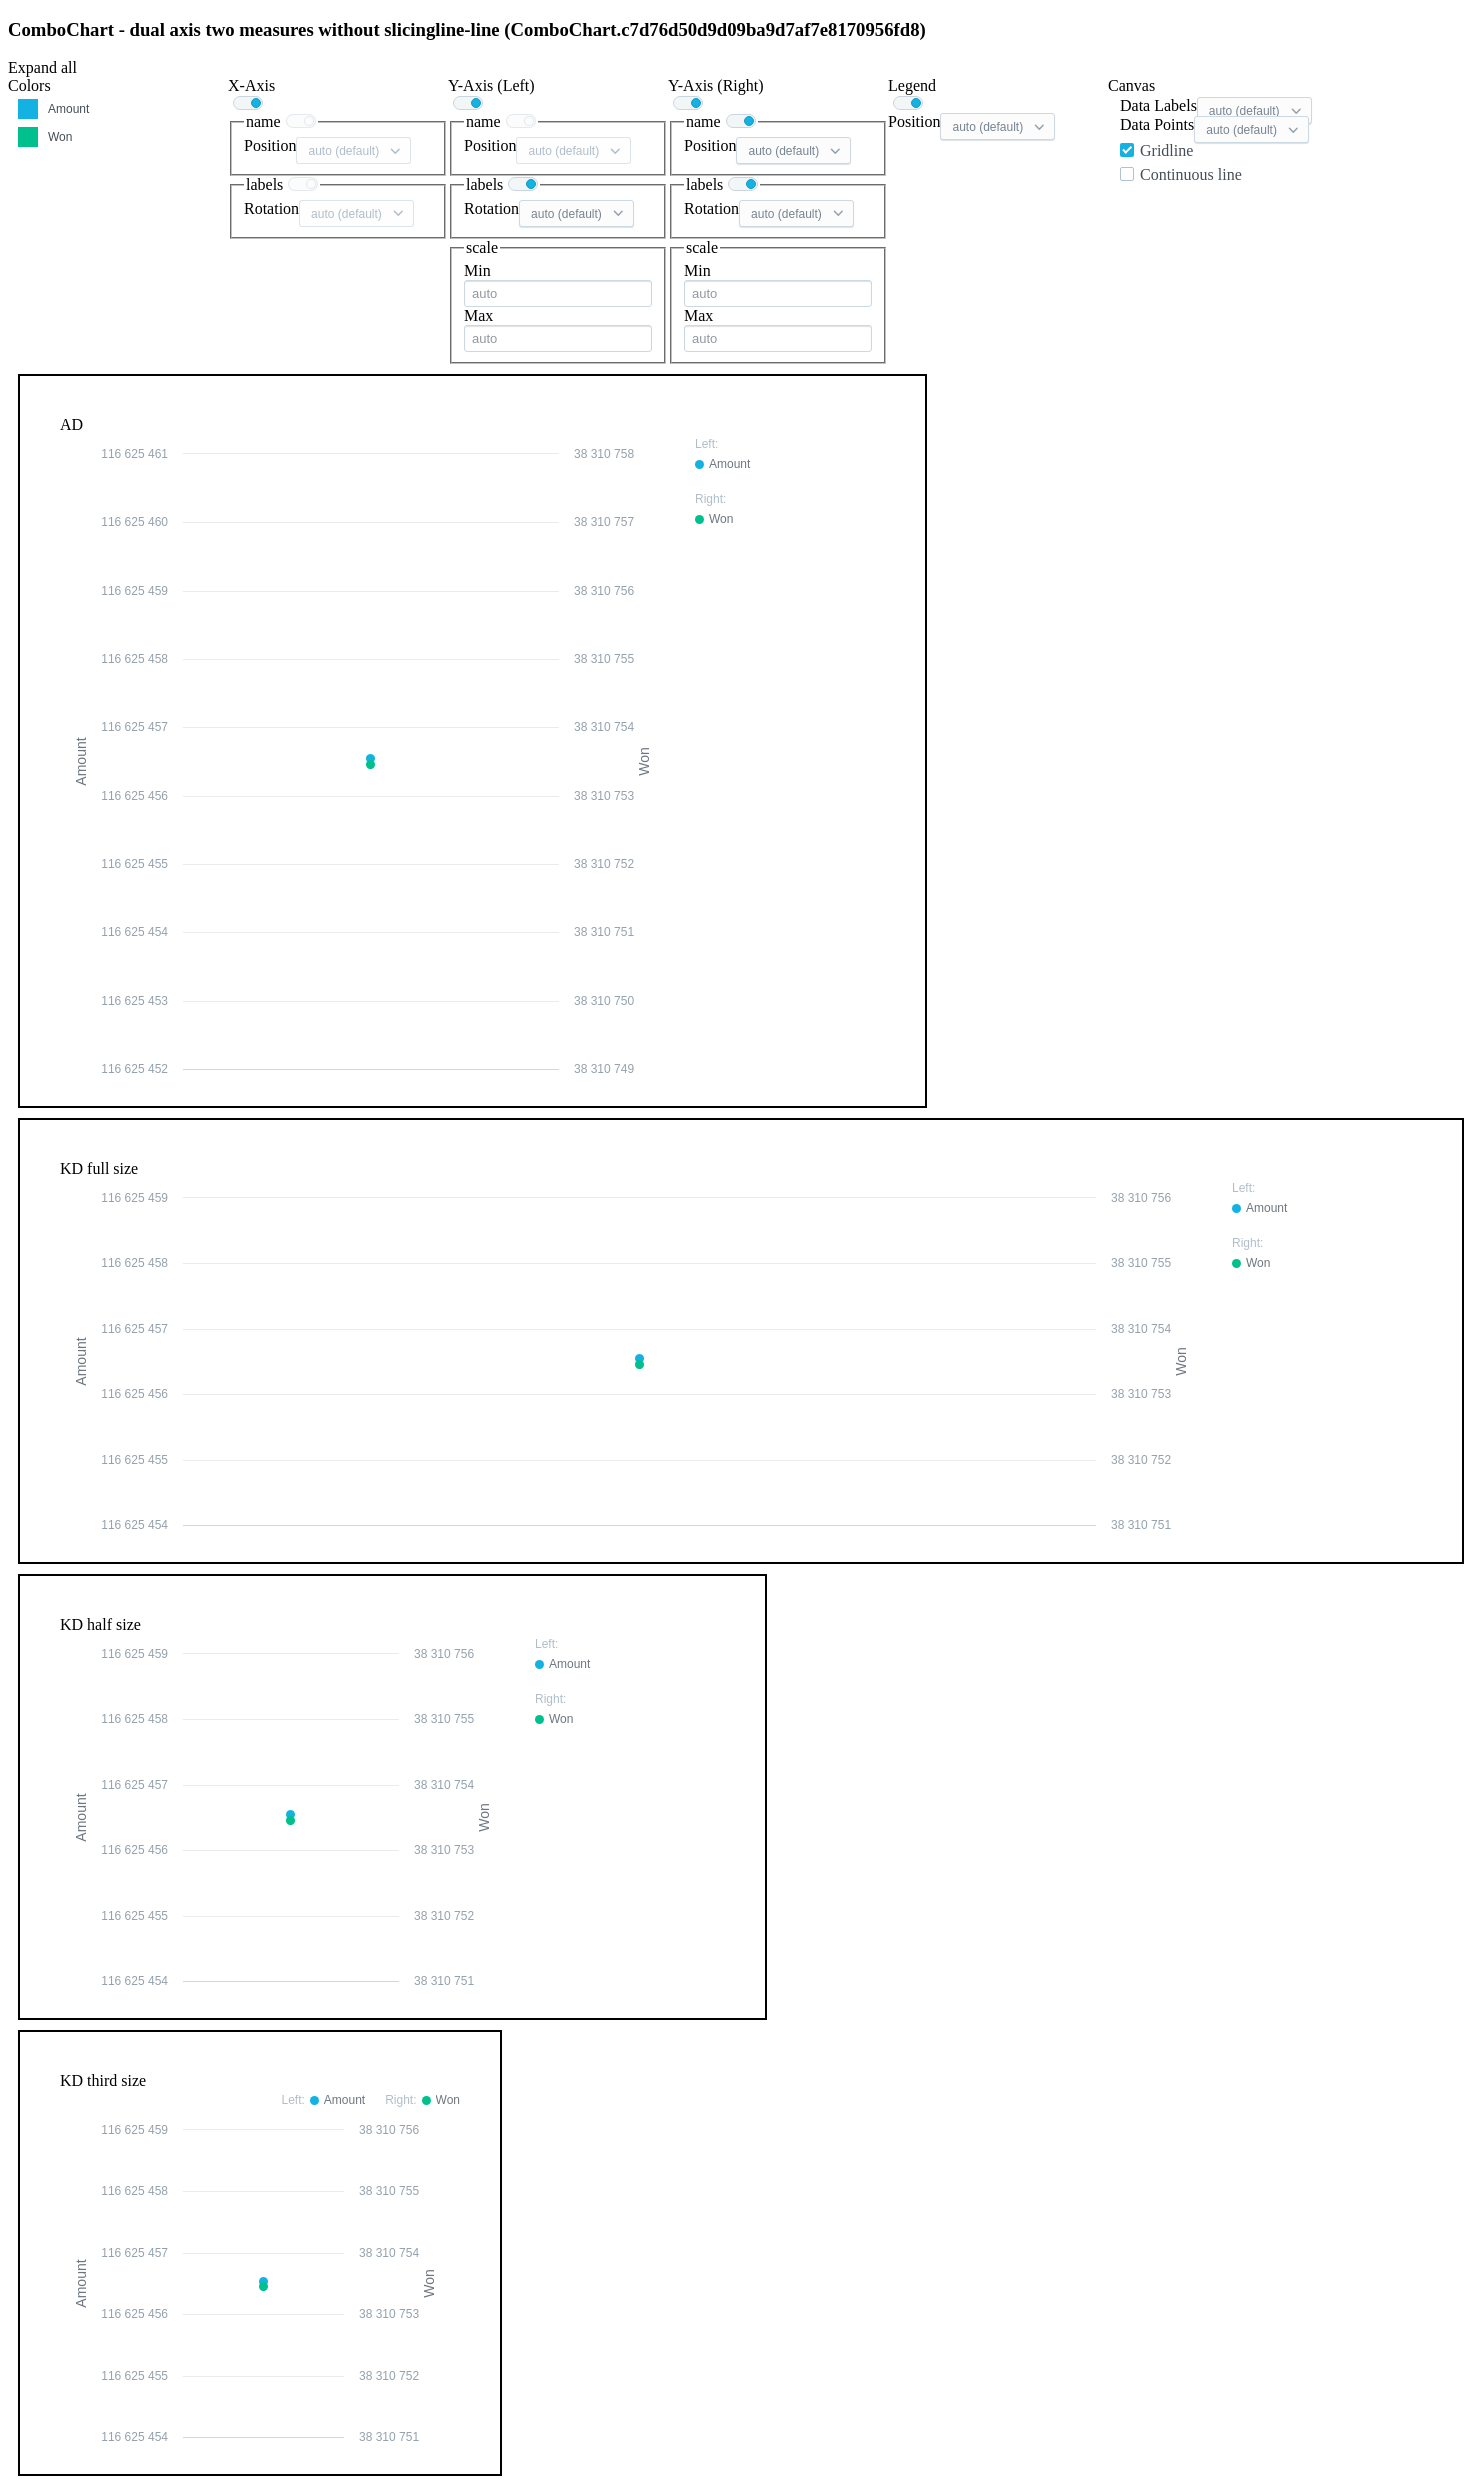 ComboChart - dual axis two measures without slicingline-line (ComboChart.c7d76d50d9d09ba9d7af7e8170956fd8)
Expand all
Colors
Amount
Won
X-Axis
name
Position auto (default)
labels
Rotation auto (default)
Y-Axis (Left)
name
Position auto (default)
labels
Rotation auto (default)
scale
Min
auto
Max
auto
Y-Axis (Right)
name
Position auto (default)
labels
Rotation auto (default)
scale
Min
auto
Max
auto
Legend
Position auto (default)
Canvas
Data Labels auto (default)
Data Points auto (default)
Gridline
Continuous line
AD
116 625 461 38 310 758
116 625 460 38 310 757
116 625 459 38 310 756
116 625 458 38 310 755
116 625 457 38 310 754
116 625 456 38 310 753
116 625 455 38 310 752
116 625 454 38 310 751
116 625 453 38 310 750
116 625 452 38 310 749
Amount
Won
Left:
Amount
Right:
Won
KD full size
116 625 459 38 310 756
116 625 458 38 310 755
116 625 457 38 310 754
116 625 456 38 310 753
116 625 455 38 310 752
116 625 454 38 310 751
Amount
Won
Left:
Amount
Right:
Won
KD half size
116 625 459 38 310 756
116 625 458 38 310 755
116 625 457 38 310 754
116 625 456 38 310 753
116 625 455 38 310 752
116 625 454 38 310 751
Amount
Won
Left:
Amount
Right:
Won
KD third size
Left: Amount Right: Won
116 625 459 38 310 756
116 625 458 38 310 755
116 625 457 38 310 754
116 625 456 38 310 753
116 625 455 38 310 752
116 625 454 38 310 751
Amount
Won